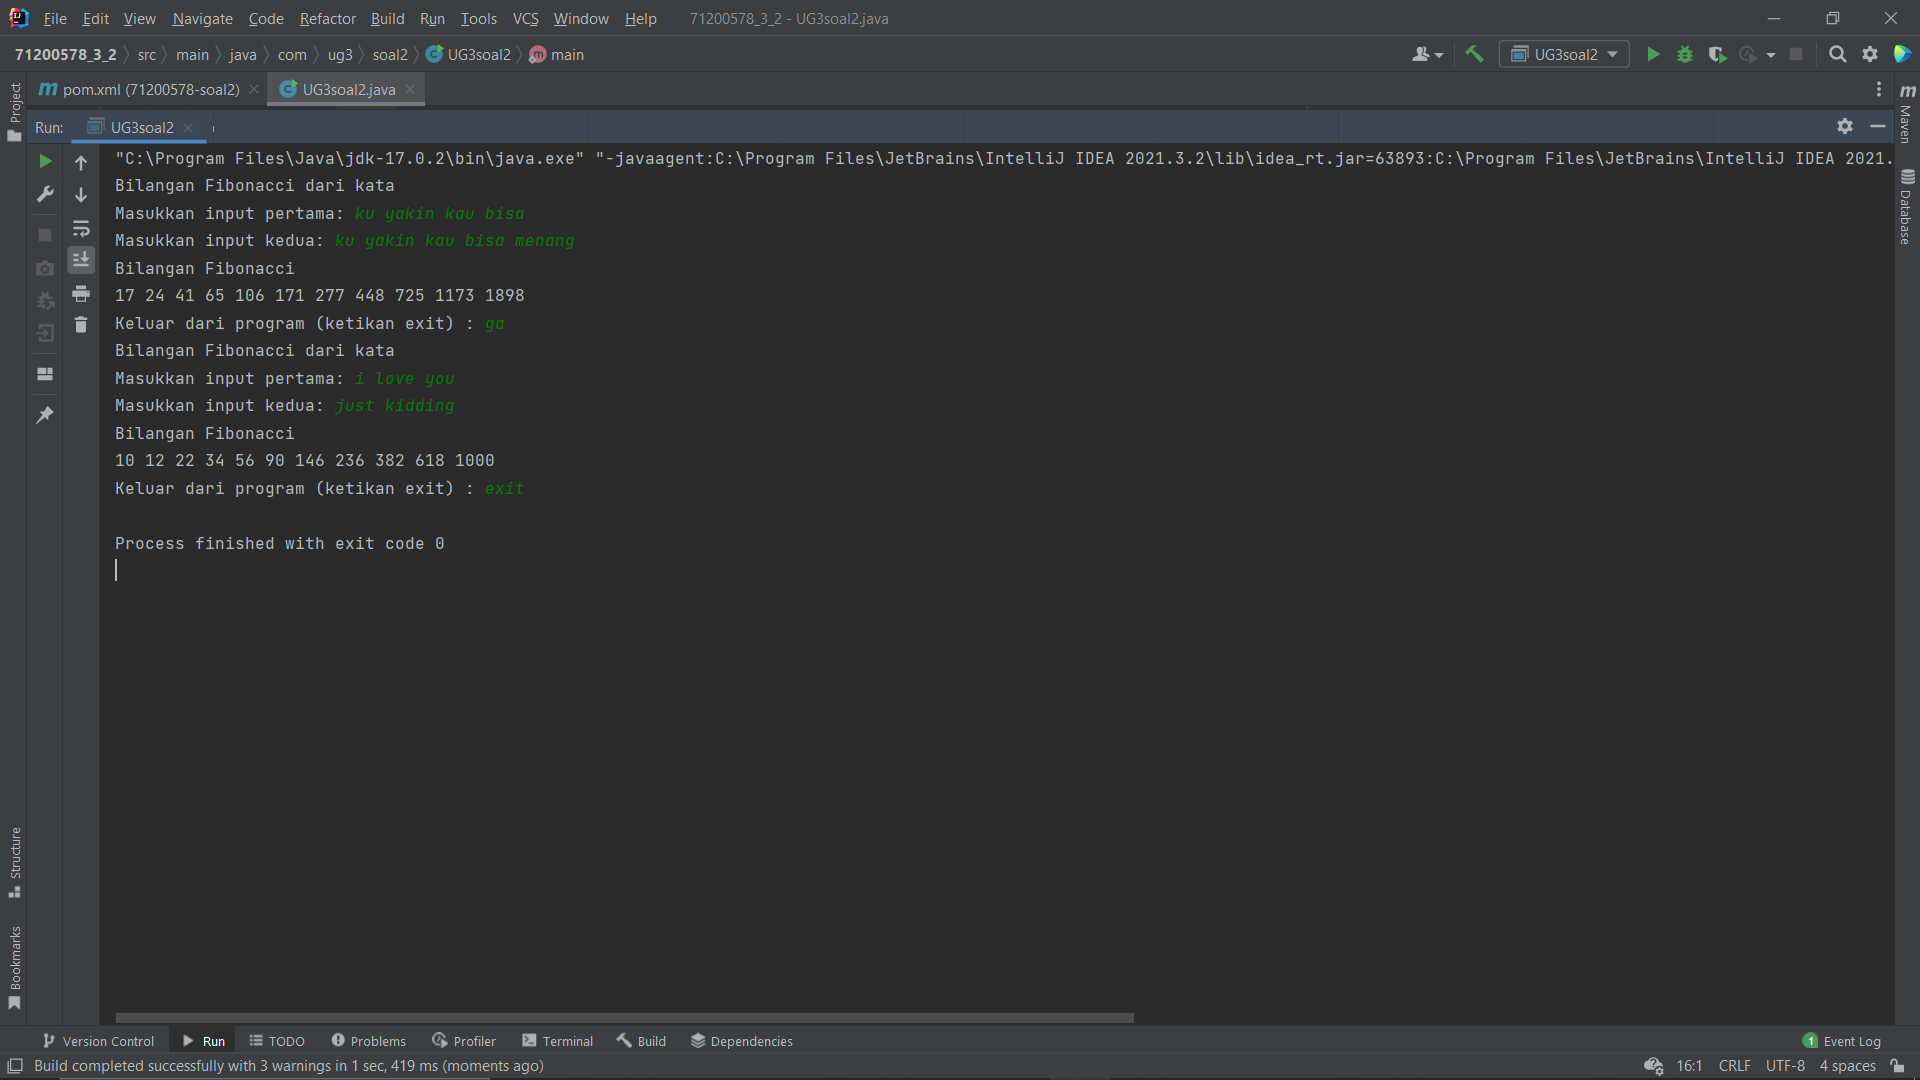 File Edit View Navigate Code Refactor Build Run Tools VCS Window Help 71200578_3_2 - UG3soal2.java
71200578_3_2 src main java com ug3 soal2 UG3soal2 main UG3soal2
pom.xml (71200578-soal2) UG3soal2.java
Project
Maven
Database
Run: UG3soal2
"C:\Program Files\Java\jdk-17.0.2\bin\java.exe" "-javaagent:C:\Program Files\JetBrains\IntelliJ IDEA 2021.3.2\lib\idea_rt.jar=63893:C:\Program Files\JetBrains\IntelliJ IDEA 2021.
Bilangan Fibonacci dari kata
Masukkan input pertama: ku yakin kau bisa
Masukkan input kedua: ku yakin kau bisa menang
Bilangan Fibonacci
17 24 41 65 106 171 277 448 725 1173 1898
Keluar dari program (ketikan exit) : ga
Bilangan Fibonacci dari kata
Masukkan input pertama: i love you
Masukkan input kedua: just kidding
Bilangan Fibonacci
10 12 22 34 56 90 146 236 382 618 1000
Keluar dari program (ketikan exit) : exit
Process finished with exit code 0
Structure
Bookmarks
Version Control Run TODO Problems Profiler Terminal Build Dependencies 1 Event Log
Build completed successfully with 3 warnings in 1 sec, 419 ms (moments ago) 16:1 CRLF UTF-8 4 spaces